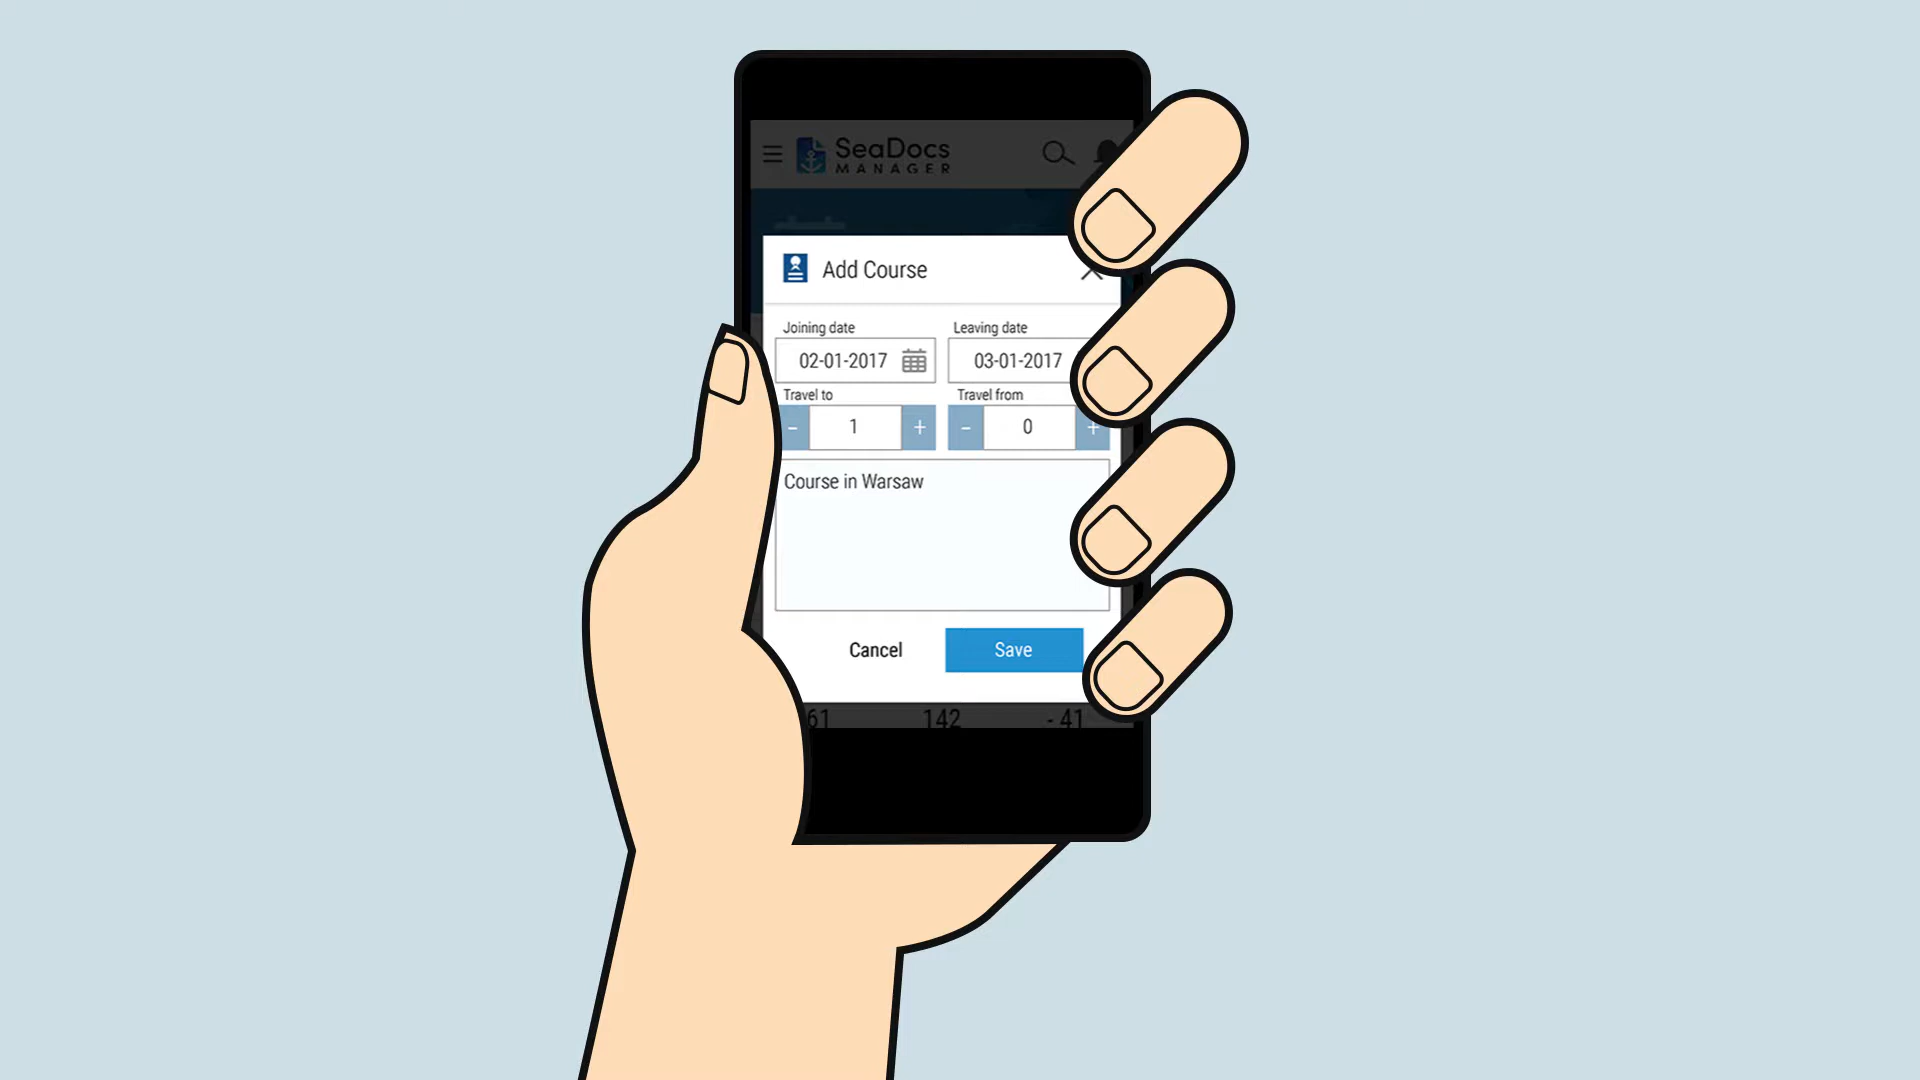 SeaDocs
MANAGER
Add Course
Joining date
Leaving date
02-01-2017
03-01-2017
Travel to
Travel from
- 1 +
- 0 +
Course in Warsaw
Cancel
Save
61
142
- 41